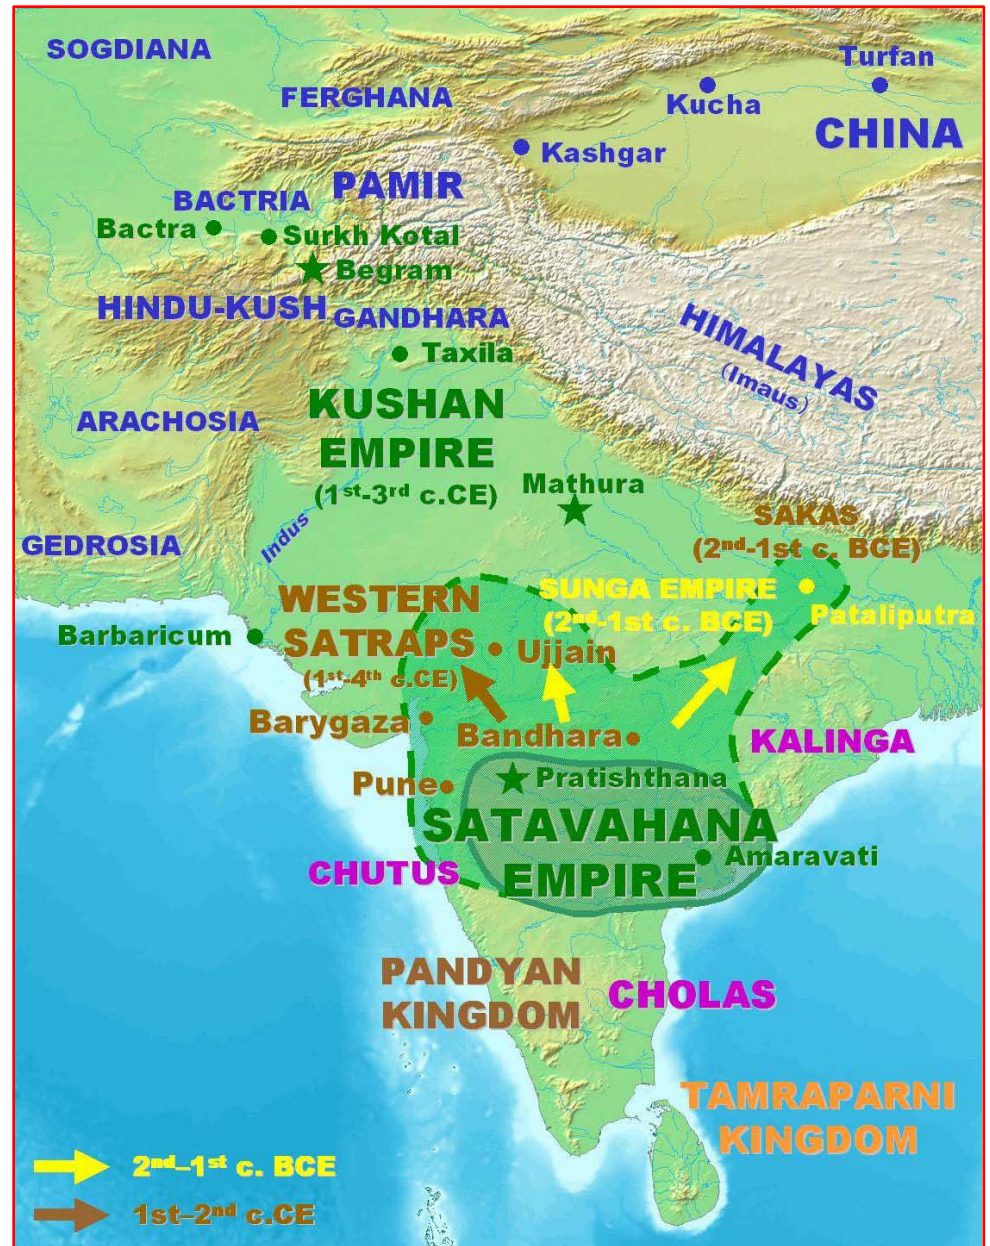 SOGDIANA
Turfan
FERGHANA
Kucha
CHINA
Kashgar
PAMIR
BACTRIA
Bactra
Surkh Kotal
Begram
HINDU-KUSH
GANDHARA
HIMALAYAS
(Imaus)
Taxila
KUSHAN
EMPIRE
(1st-3rd c.CE)
ARACHOSIA
Mathura
SAKAS
(2nd-1st c. BCE)
GEDROSIA
Indus
SUNGA EMPIRE
(2nd-1st c. BCE)
Pataliputra
WESTERN
SATRAPS
(1st-4th c.CE)
Barbaricum
Ujjain
Barygaza
Bandhara
KALINGA
Pune
Pratishthana
SATAVAHANA
EMPIRE
Amaravati
CHUTUS
PANDYAN
KINGDOM
CHOLAS
TAMRAPARNI
KINGDOM
2nd–1st c. BCE
1st–2nd c.CE